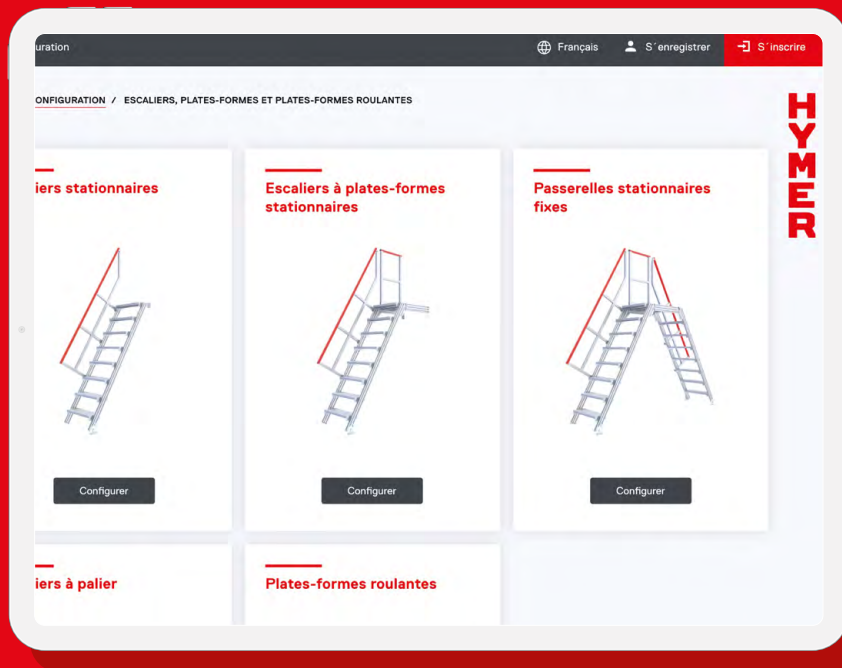 uration
Français
S´enregistrer
S´inscrire
ONFIGURATION / ESCALIERS, PLATES-FORMES ET PLATES-FORMES ROULANTES
HYMER
iers stationnaires
Escaliers à plates-formes
stationnaires
Passerelles stationnaires
fixes
Configurer
Configurer
Configurer
iers à palier
Plates-formes roulantes